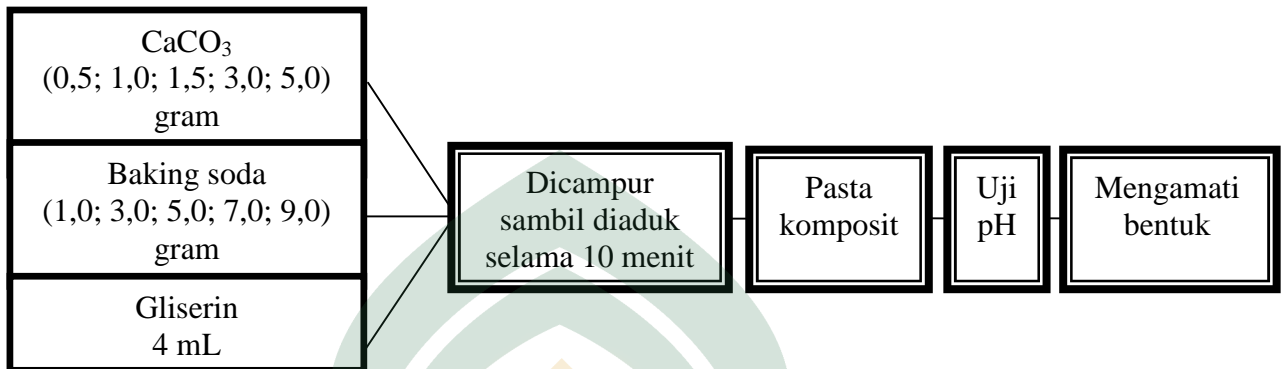 CaCO₃
(0,5; 1,0; 1,5; 3,0; 5,0)
gram
Baking soda
(1,0; 3,0; 5,0; 7,0; 9,0)
gram
Gliserin
4 mL
Dicampur
sambil diaduk
selama 10 menit
Pasta
komposit
Uji
pH
Mengamati
bentuk